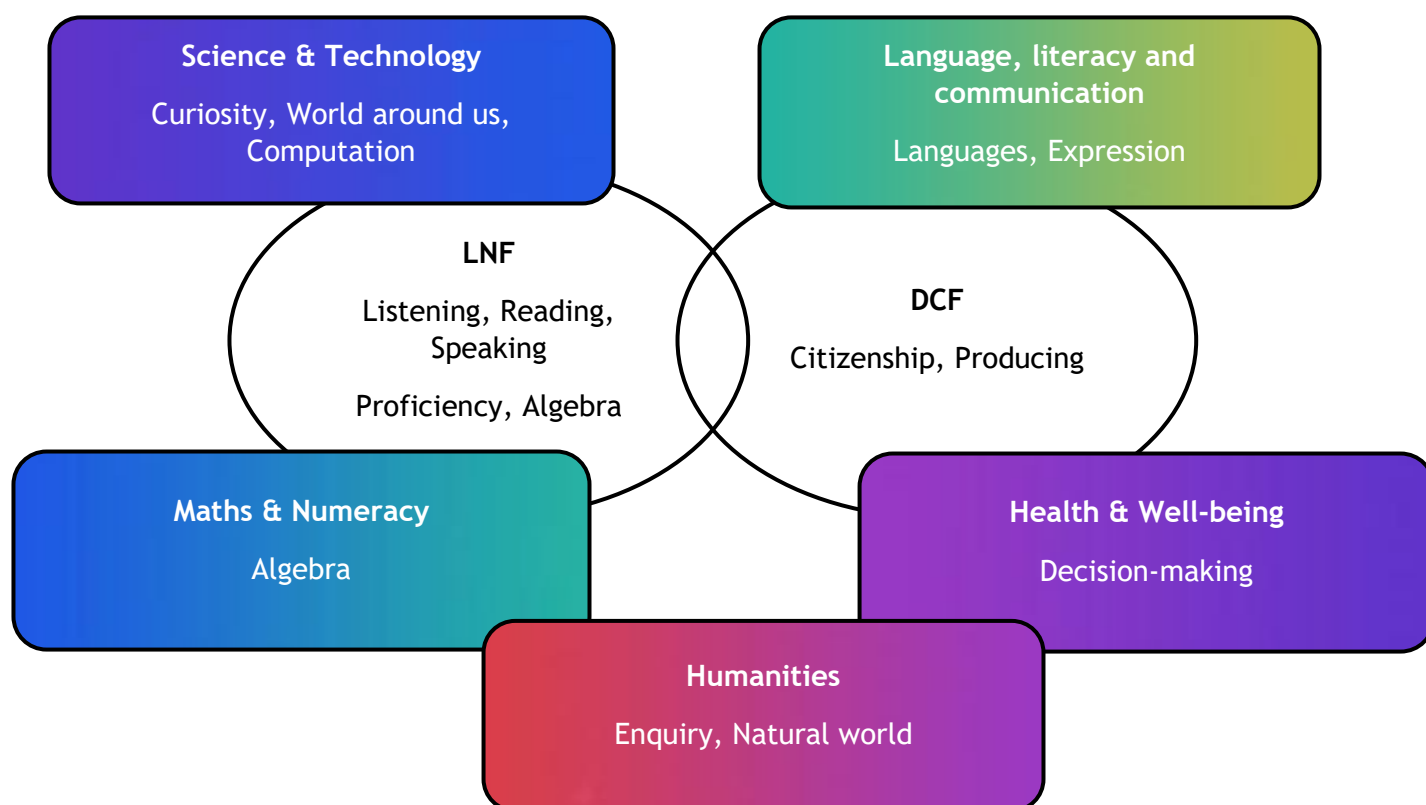 Science & Technology
Curiosity, World around us,
Computation
Language, literacy and
communication
Languages, Expression
LNF
Listening, Reading,
Speaking
Proficiency, Algebra
DCF
Citizenship, Producing
Maths & Numeracy
Algebra
Health & Well-being
Decision-making
Humanities
Enquiry, Natural world